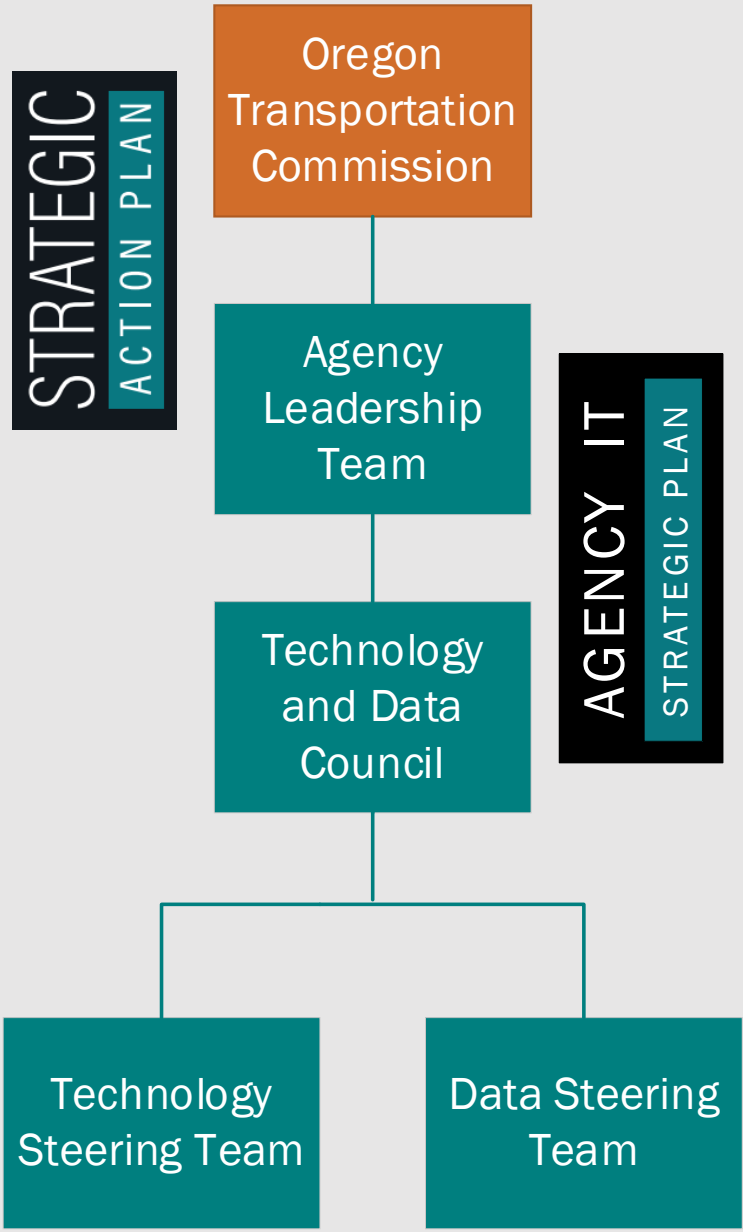 Oregon
Transportation
Commission
STRATEGIC
ACTION PLAN
Agency
Leadership
Team
AGENCY IT
STRATEGIC PLAN
Technology
and Data
Council
Technology
Steering Team
Data Steering
Team